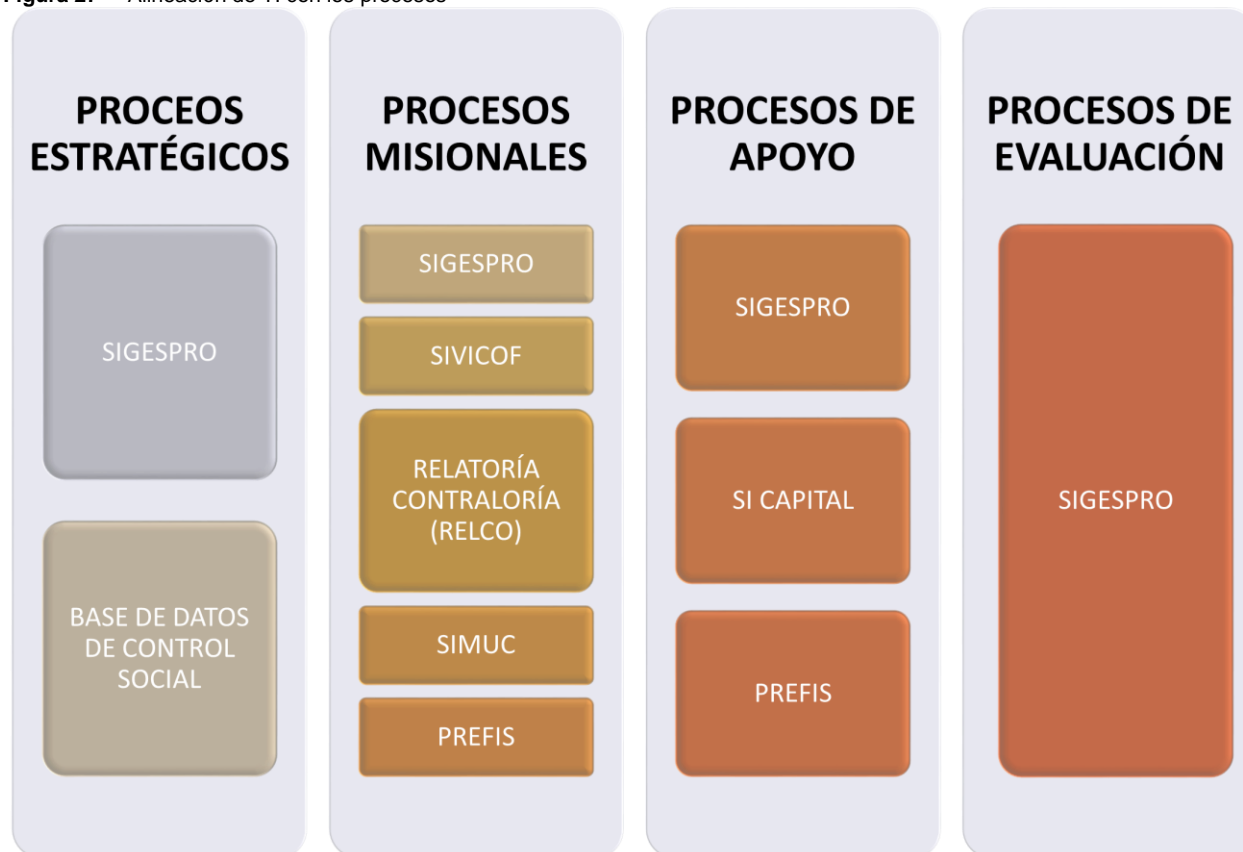 PROCEOS
ESTRATÉGICOS
SIGESPRO
BASE DE DATOS
DE CONTROL
SOCIAL
PROCESOS
MISIONALES
SIGESPRO
SIVICOF
RELATORÍA
CONTRALORÍA
(RELCO)
SIMUC
PREFIS
PROCESOS DE
APOYO
SIGESPRO
SI CAPITAL
PREFIS
PROCESOS DE
EVALUACIÓN
SIGESPRO